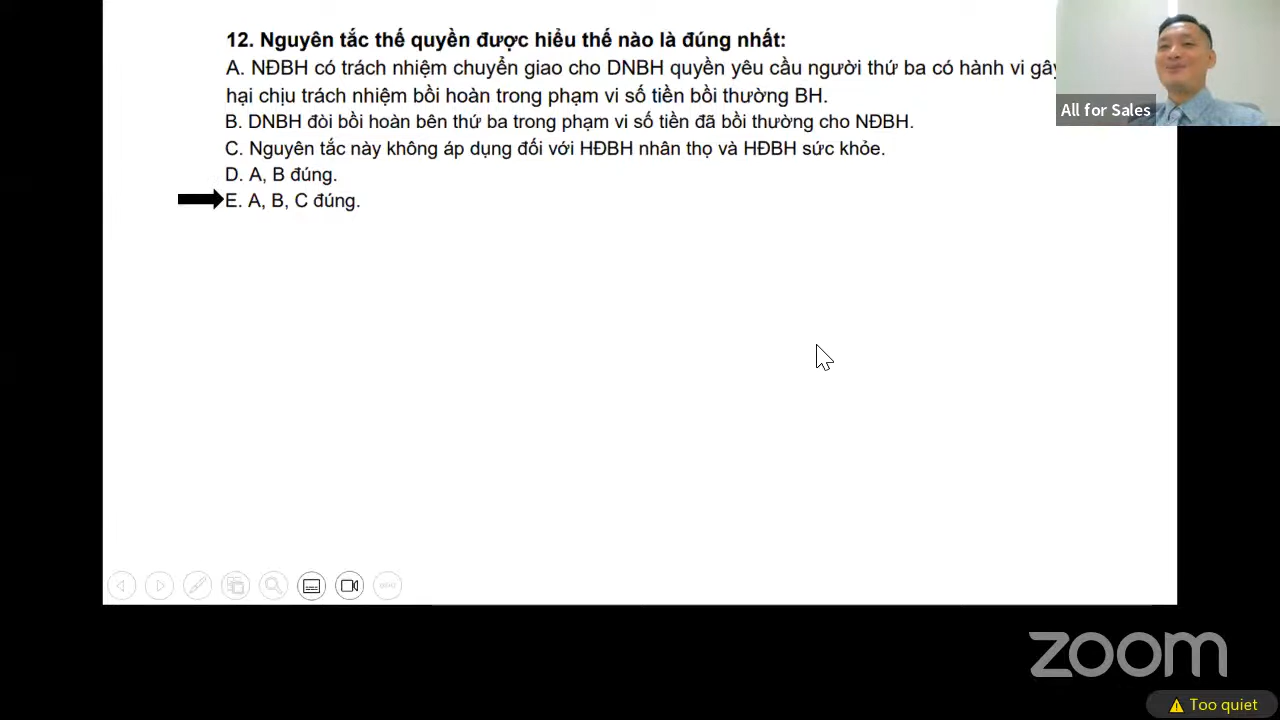 12. Nguyên tắc thế quyền được hiểu thế nào là đúng nhất:
A. NĐBH có trách nhiệm chuyển giao cho DNBH quyền yêu cầu người thứ ba có hành vi gây
hại chịu trách nhiệm bồi hoàn trong phạm vi số tiền bồi thường BH.
B. DNBH đòi bồi hoàn bên thứ ba trong phạm vi số tiền đã bồi thường cho NĐBH.
C. Nguyên tắc này không áp dụng đối với HĐBH nhân thọ và HĐBH sức khỏe.
D. A, B đúng.
E. A, B, C đúng.
All for Sales
zoom
Too quiet